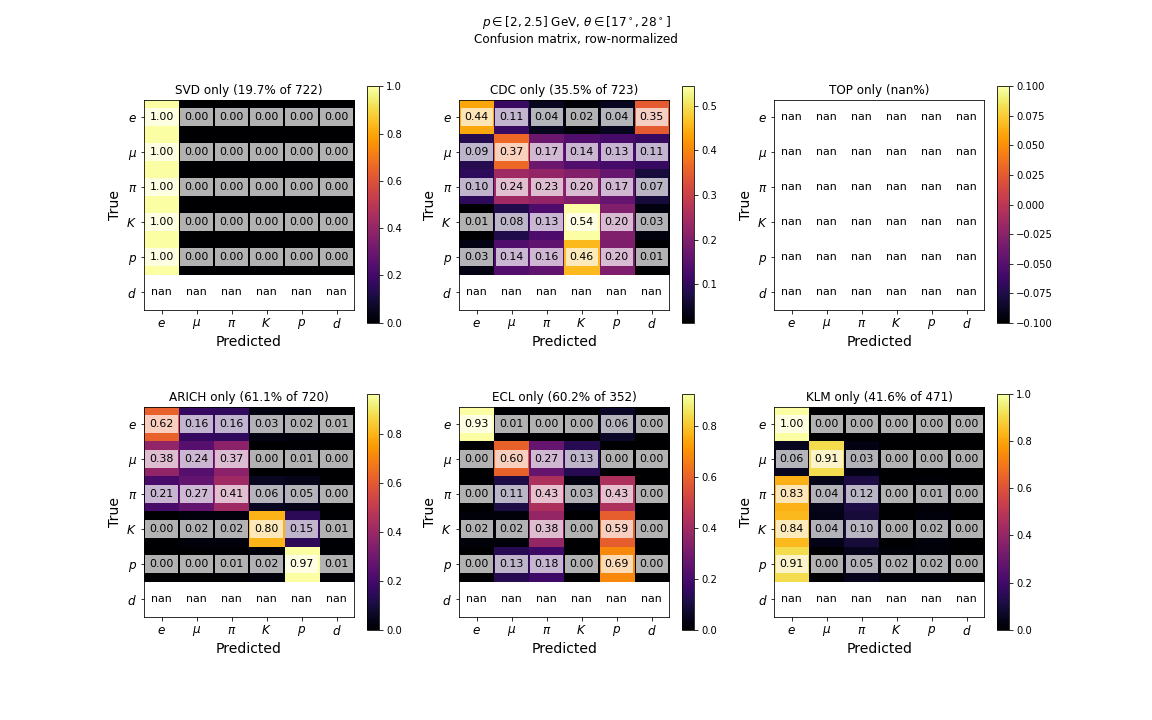 p ∈ [2, 2.5] GeV, θ ∈ [17°, 28°]
Confusion matrix, row-normalized
SVD only (19.7% of 722)
True
e 1.00 0.00 0.00 0.00 0.00 0.00
μ 1.00 0.00 0.00 0.00 0.00 0.00
π 1.00 0.00 0.00 0.00 0.00 0.00
K 1.00 0.00 0.00 0.00 0.00 0.00
p 1.00 0.00 0.00 0.00 0.00 0.00
d nan nan nan nan nan nan
e μ π K p d
Predicted
1.0
0.8
0.6
0.4
0.2
0.0
CDC only (35.5% of 723)
True
e 0.44 0.11 0.04 0.02 0.04 0.35
μ 0.09 0.37 0.17 0.14 0.13 0.11
π 0.10 0.24 0.23 0.20 0.17 0.07
K 0.01 0.08 0.13 0.54 0.20 0.03
p 0.03 0.14 0.16 0.46 0.20 0.01
d nan nan nan nan nan nan
e μ π K p d
Predicted
0.5
0.4
0.3
0.2
0.1
TOP only (nan%)
True
e nan nan nan nan nan nan
μ nan nan nan nan nan nan
π nan nan nan nan nan nan
K nan nan nan nan nan nan
p nan nan nan nan nan nan
d nan nan nan nan nan nan
e μ π K p d
Predicted
0.100
0.075
0.050
0.025
0.000
−0.025
−0.050
−0.075
−0.100
ARICH only (61.1% of 720)
True
e 0.62 0.16 0.16 0.03 0.02 0.01
μ 0.38 0.24 0.37 0.00 0.01 0.00
π 0.21 0.27 0.41 0.06 0.05 0.00
K 0.00 0.02 0.02 0.80 0.15 0.01
p 0.00 0.00 0.01 0.02 0.97 0.01
d nan nan nan nan nan nan
e μ π K p d
Predicted
0.8
0.6
0.4
0.2
0.0
ECL only (60.2% of 352)
True
e 0.93 0.01 0.00 0.00 0.06 0.00
μ 0.00 0.60 0.27 0.13 0.00 0.00
π 0.00 0.11 0.43 0.03 0.43 0.00
K 0.02 0.02 0.38 0.00 0.59 0.00
p 0.00 0.13 0.18 0.00 0.69 0.00
d nan nan nan nan nan nan
e μ π K p d
Predicted
0.8
0.6
0.4
0.2
0.0
KLM only (41.6% of 471)
True
e 1.00 0.00 0.00 0.00 0.00 0.00
μ 0.06 0.91 0.03 0.00 0.00 0.00
π 0.83 0.04 0.12 0.00 0.01 0.00
K 0.84 0.04 0.10 0.00 0.02 0.00
p 0.91 0.00 0.05 0.02 0.02 0.00
d nan nan nan nan nan nan
e μ π K p d
Predicted
1.0
0.8
0.6
0.4
0.2
0.0